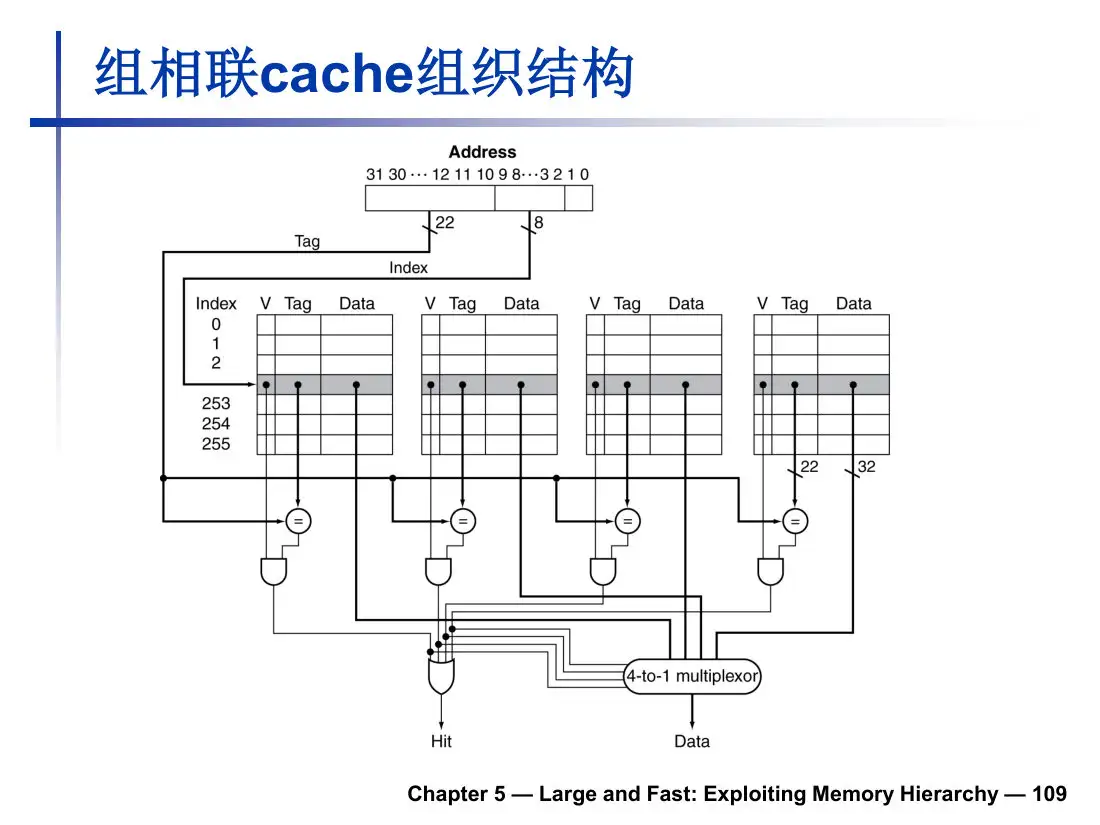 组相联cache组织结构
Address
31 30 ··· 12 11 10 9 8···3 2 1 0
22
8
Tag
Index
Index V Tag Data V Tag Data V Tag Data V Tag Data
0
1
2
253
254
255
22
32
= = = =
4-to-1 multiplexor
Hit
Data
Chapter 5 — Large and Fast: Exploiting Memory Hierarchy — 109